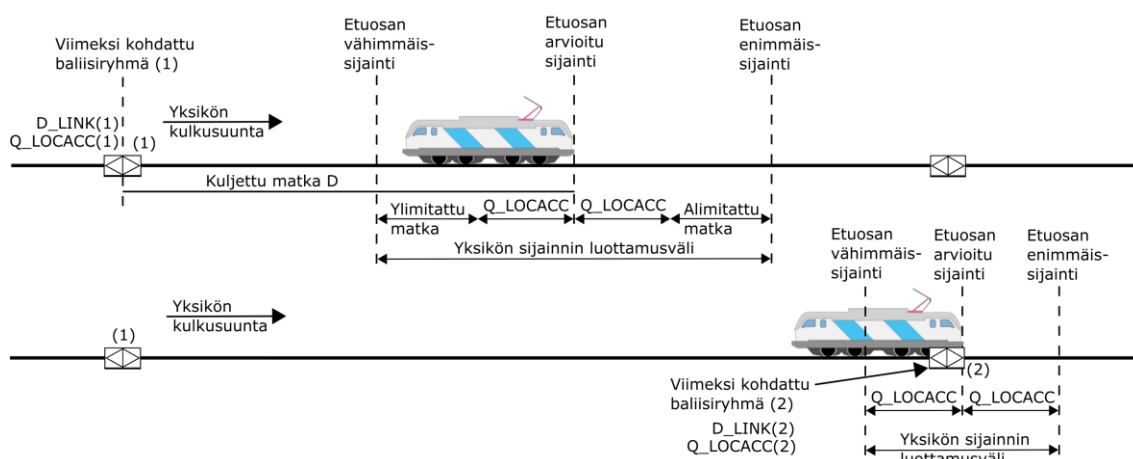 Viimeksi kohdattu
baliisiryhmä (1)
Etuosan
vähimmäis-
sijainti
Etuosan
arvioitu
sijainti
Etuosan
enimmäis-
sijainti
D_LINK(1)
Q_LOCACC(1)
(1)
Yksikön
kulkusuunta
Kuljettu matka D
Ylimitattu
matka
Q_LOCACC
Q_LOCACC
Alimitattu
matka
Yksikön sijainnin luottamusväli
Etuosan
vähimmäis-
sijainti
Etuosan
arvioitu
sijainti
Etuosan
enimmäis-
sijainti
Yksikön
kulkusuunta
(1)
(2)
Viimeksi kohdattu
baliisiryhmä (2)
D_LINK(2)
Q_LOCACC(2)
Q_LOCACC
Q_LOCACC
Yksikön sijainnin
luottamusväli